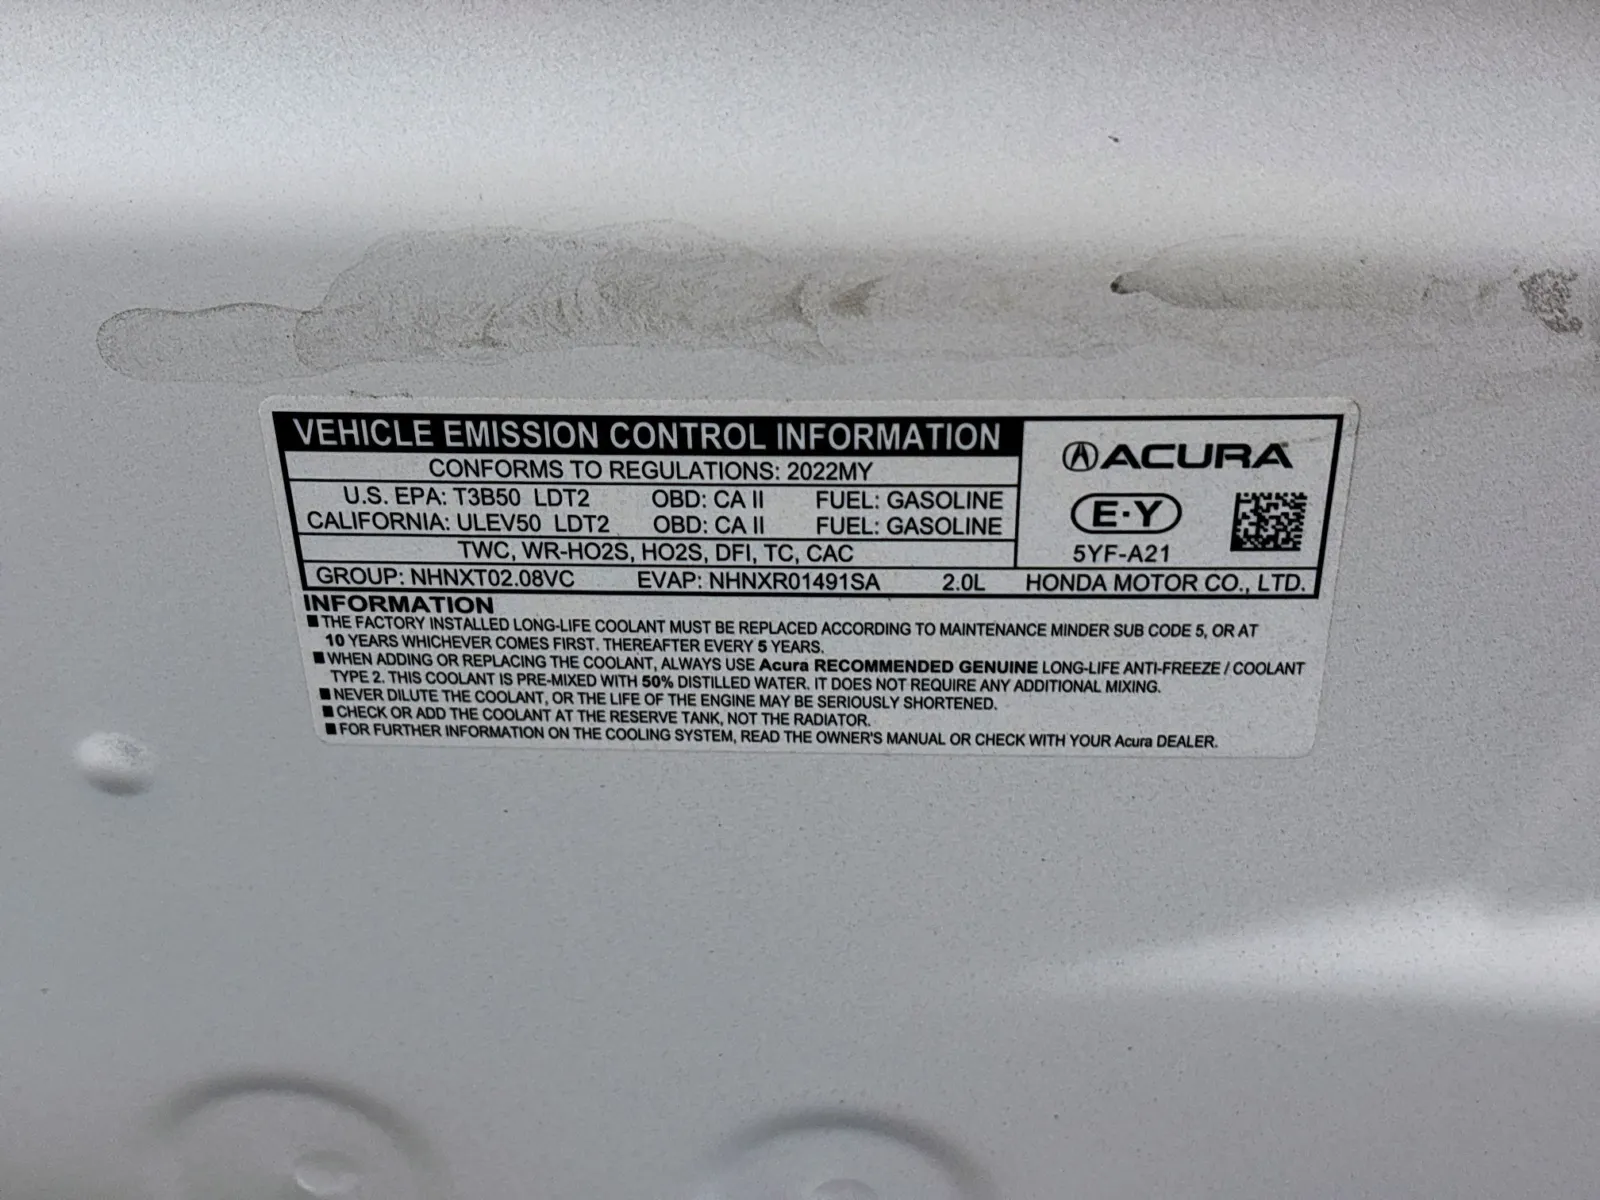 VEHICLE EMISSION CONTROL INFORMATION
CONFORMS TO REGULATIONS: 2022MY
U.S. EPA: T3B50 LDT2 OBD: CA II FUEL: GASOLINE
CALIFORNIA: ULEV50 LDT2 OBD: CA II FUEL: GASOLINE
TWC, WR-HO2S, HO2S, DFI, TC, CAC
GROUP: NHNXT02.08VC EVAP: NHNXR01491SA 2.0L
ACURA
E·Y
5YF-A21
HONDA MOTOR CO., LTD.
INFORMATION
■ THE FACTORY INSTALLED LONG-LIFE COOLANT MUST BE REPLACED ACCORDING TO MAINTENANCE MINDER SUB CODE 5, OR AT
10 YEARS WHICHEVER COMES FIRST. THEREAFTER EVERY 5 YEARS.
■ WHEN ADDING OR REPLACING THE COOLANT, ALWAYS USE Acura RECOMMENDED GENUINE LONG-LIFE ANTI-FREEZE / COOLANT
TYPE 2. THIS COOLANT IS PRE-MIXED WITH 50% DISTILLED WATER. IT DOES NOT REQUIRE ANY ADDITIONAL MIXING.
■ NEVER DILUTE THE COOLANT, OR THE LIFE OF THE ENGINE MAY BE SERIOUSLY SHORTENED.
■ CHECK OR ADD THE COOLANT AT THE RESERVE TANK, NOT THE RADIATOR.
■ FOR FURTHER INFORMATION ON THE COOLING SYSTEM, READ THE OWNER'S MANUAL OR CHECK WITH YOUR Acura DEALER.